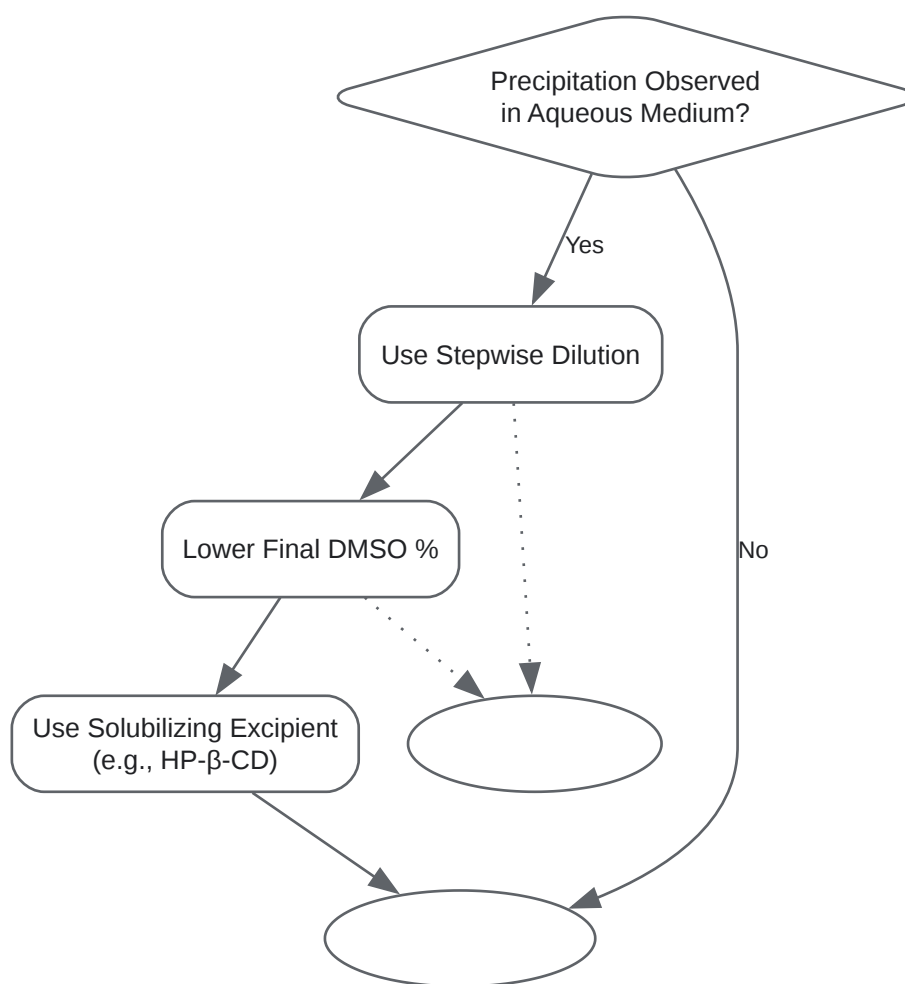 Precipitation Observed
in Aqueous Medium?
Yes
Use Stepwise Dilution
Lower Final DMSO %
No
Use Solubilizing Excipient
(e.g., HP-β-CD)